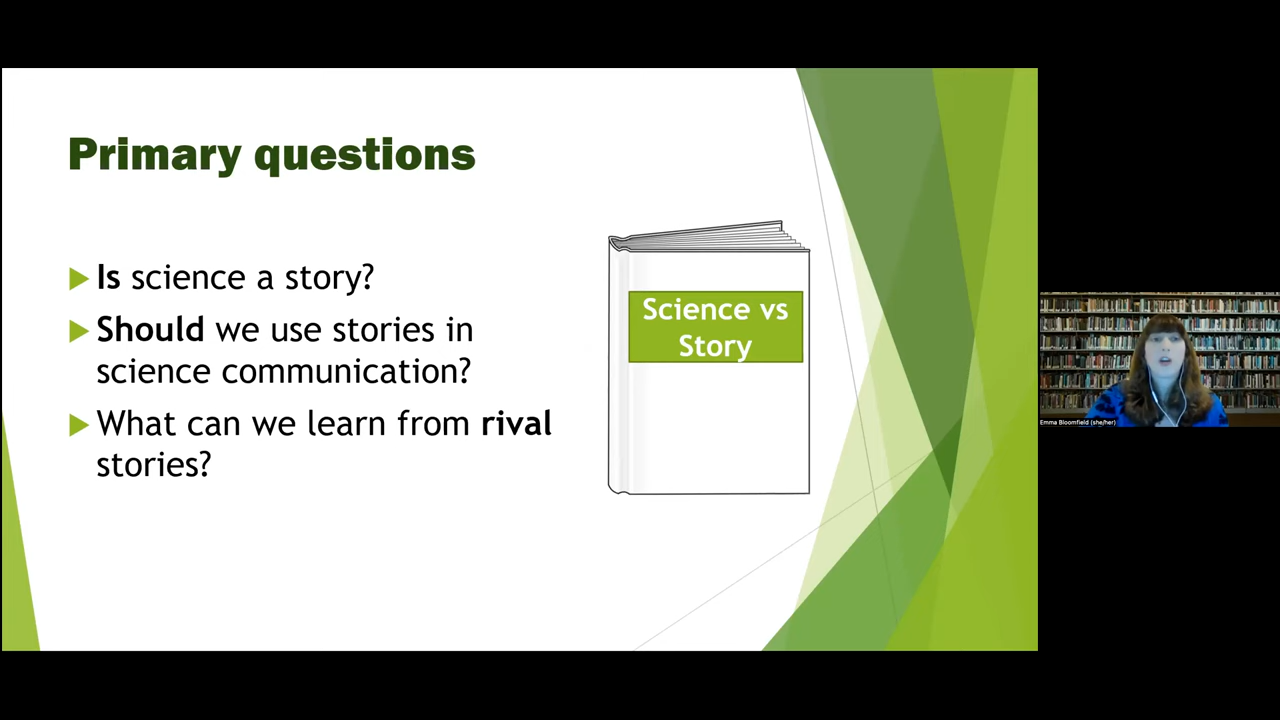 Primary questions
Is science a story?
Should we use stories in
science communication?
What can we learn from rival
stories?
Science vs
Story
Emma Bloomfield (she/her)